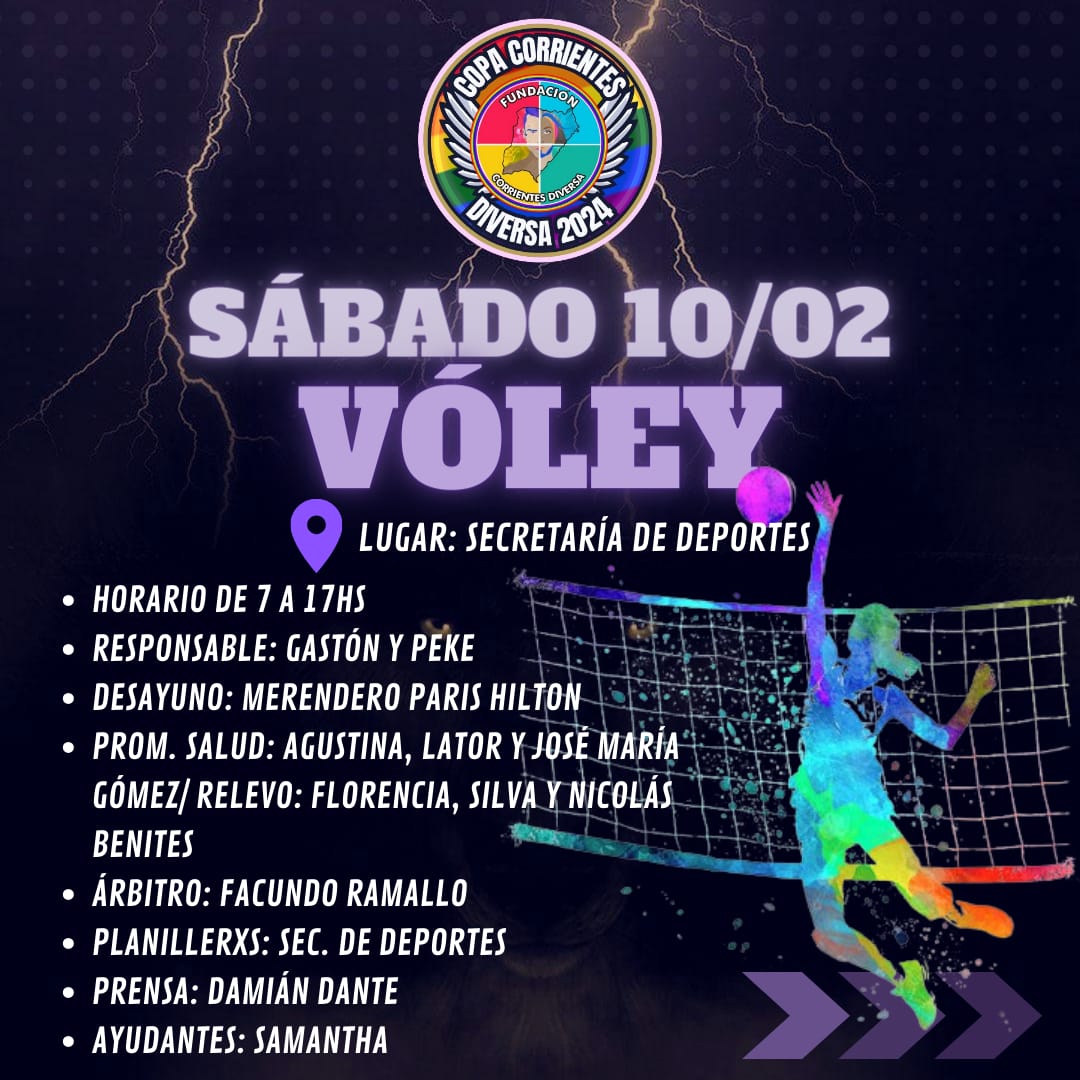 COPA CORRIENTES
FUNDACION
CORRIENTES DIVERSA
DIVERSA 2024
SÁBADO 10/02
VÓLEY
LUGAR: SECRETARÍA DE DEPORTES
• HORARIO DE 7 A 17HS
• RESPONSABLE: GASTÓN Y PEKE
• DESAYUNO: MERENDERO PARIS HILTON
• PROM. SALUD: AGUSTINA, LATOR Y JOSÉ MARÍA
GÓMEZ/ RELEVO: FLORENCIA, SILVA Y NICOLÁS
BENITES
• ÁRBITRO: FACUNDO RAMALLO
• PLANILLERXS: SEC. DE DEPORTES
• PRENSA: DAMIÁN DANTE
• AYUDANTES: SAMANTHA